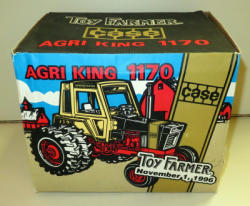 TOY FARMER
CASE
AGRI KING 1170
AGRI KING 1170
CASE
TOY FARMER
November 1, 1996